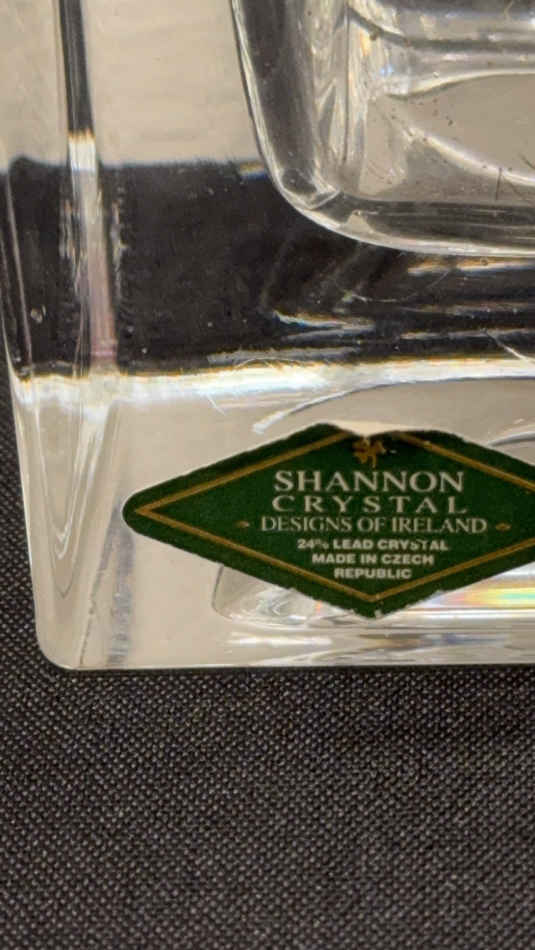 SHANNON
CRYSTAL
DESIGNS OF IRELAND
24% LEAD CRYSTAL
MADE IN CZECH
REPUBLIC